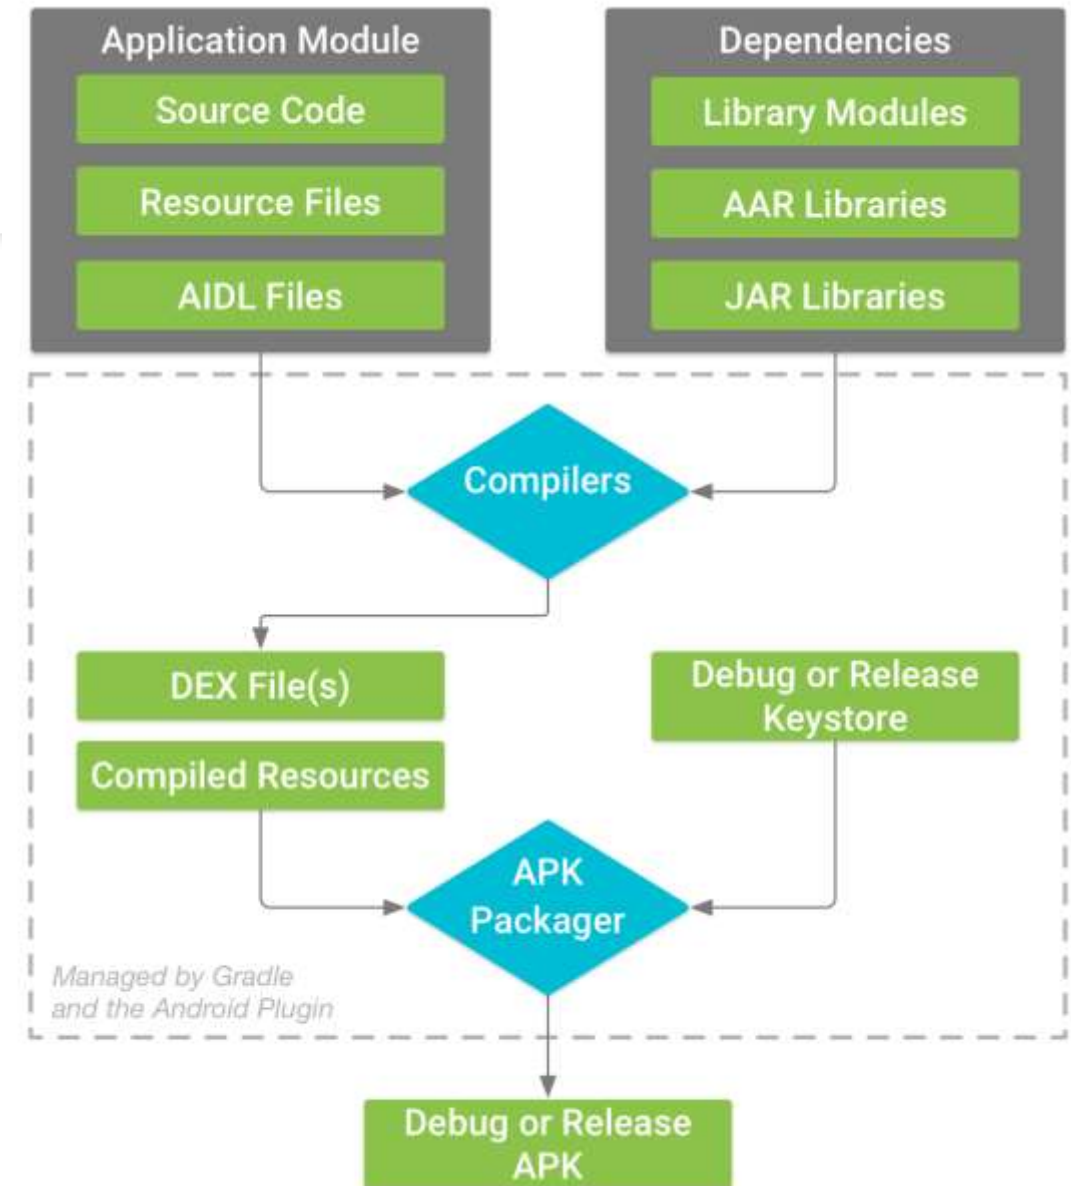 Application Module
Source Code
Resource Files
AIDL Files
Dependencies
Library Modules
AAR Libraries
JAR Libraries
Compilers
DEX File(s)
Compiled Resources
Debug or Release
Keystore
APK
Packager
Managed by Gradle
and the Android Plugin
Debug or Release
APK